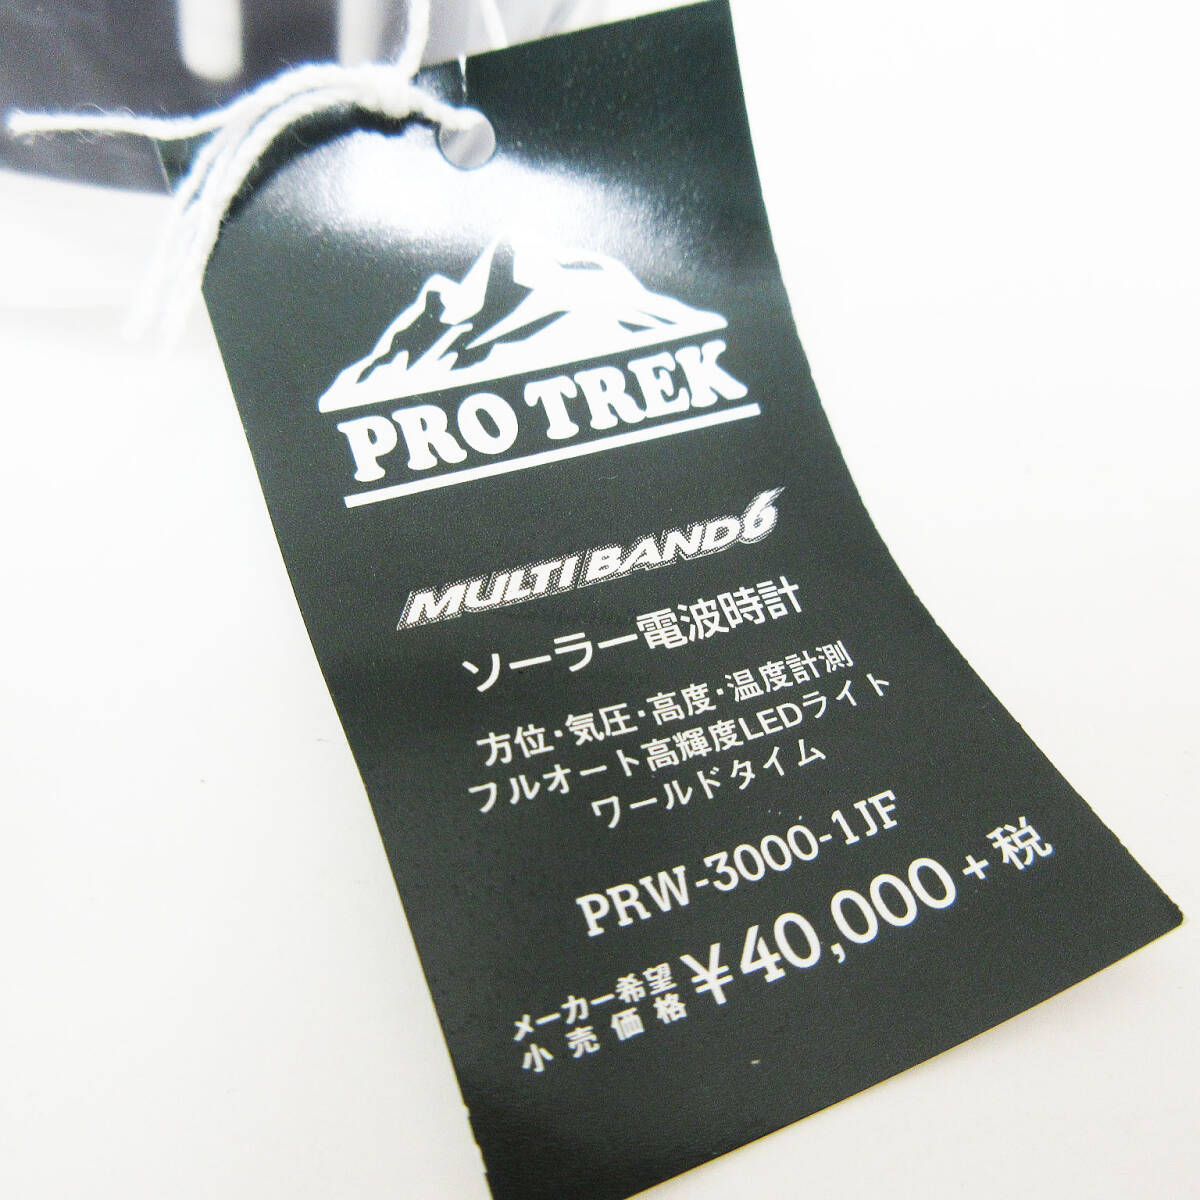 PRO TREK
MULTI BAND 6
ソーラー電波時計
方位・気圧・高度・温度計測
フルオート高輝度LEDライト
ワールドタイム
PRW-3000-1JF
メーカー希望
小売価格 ¥40,000+税